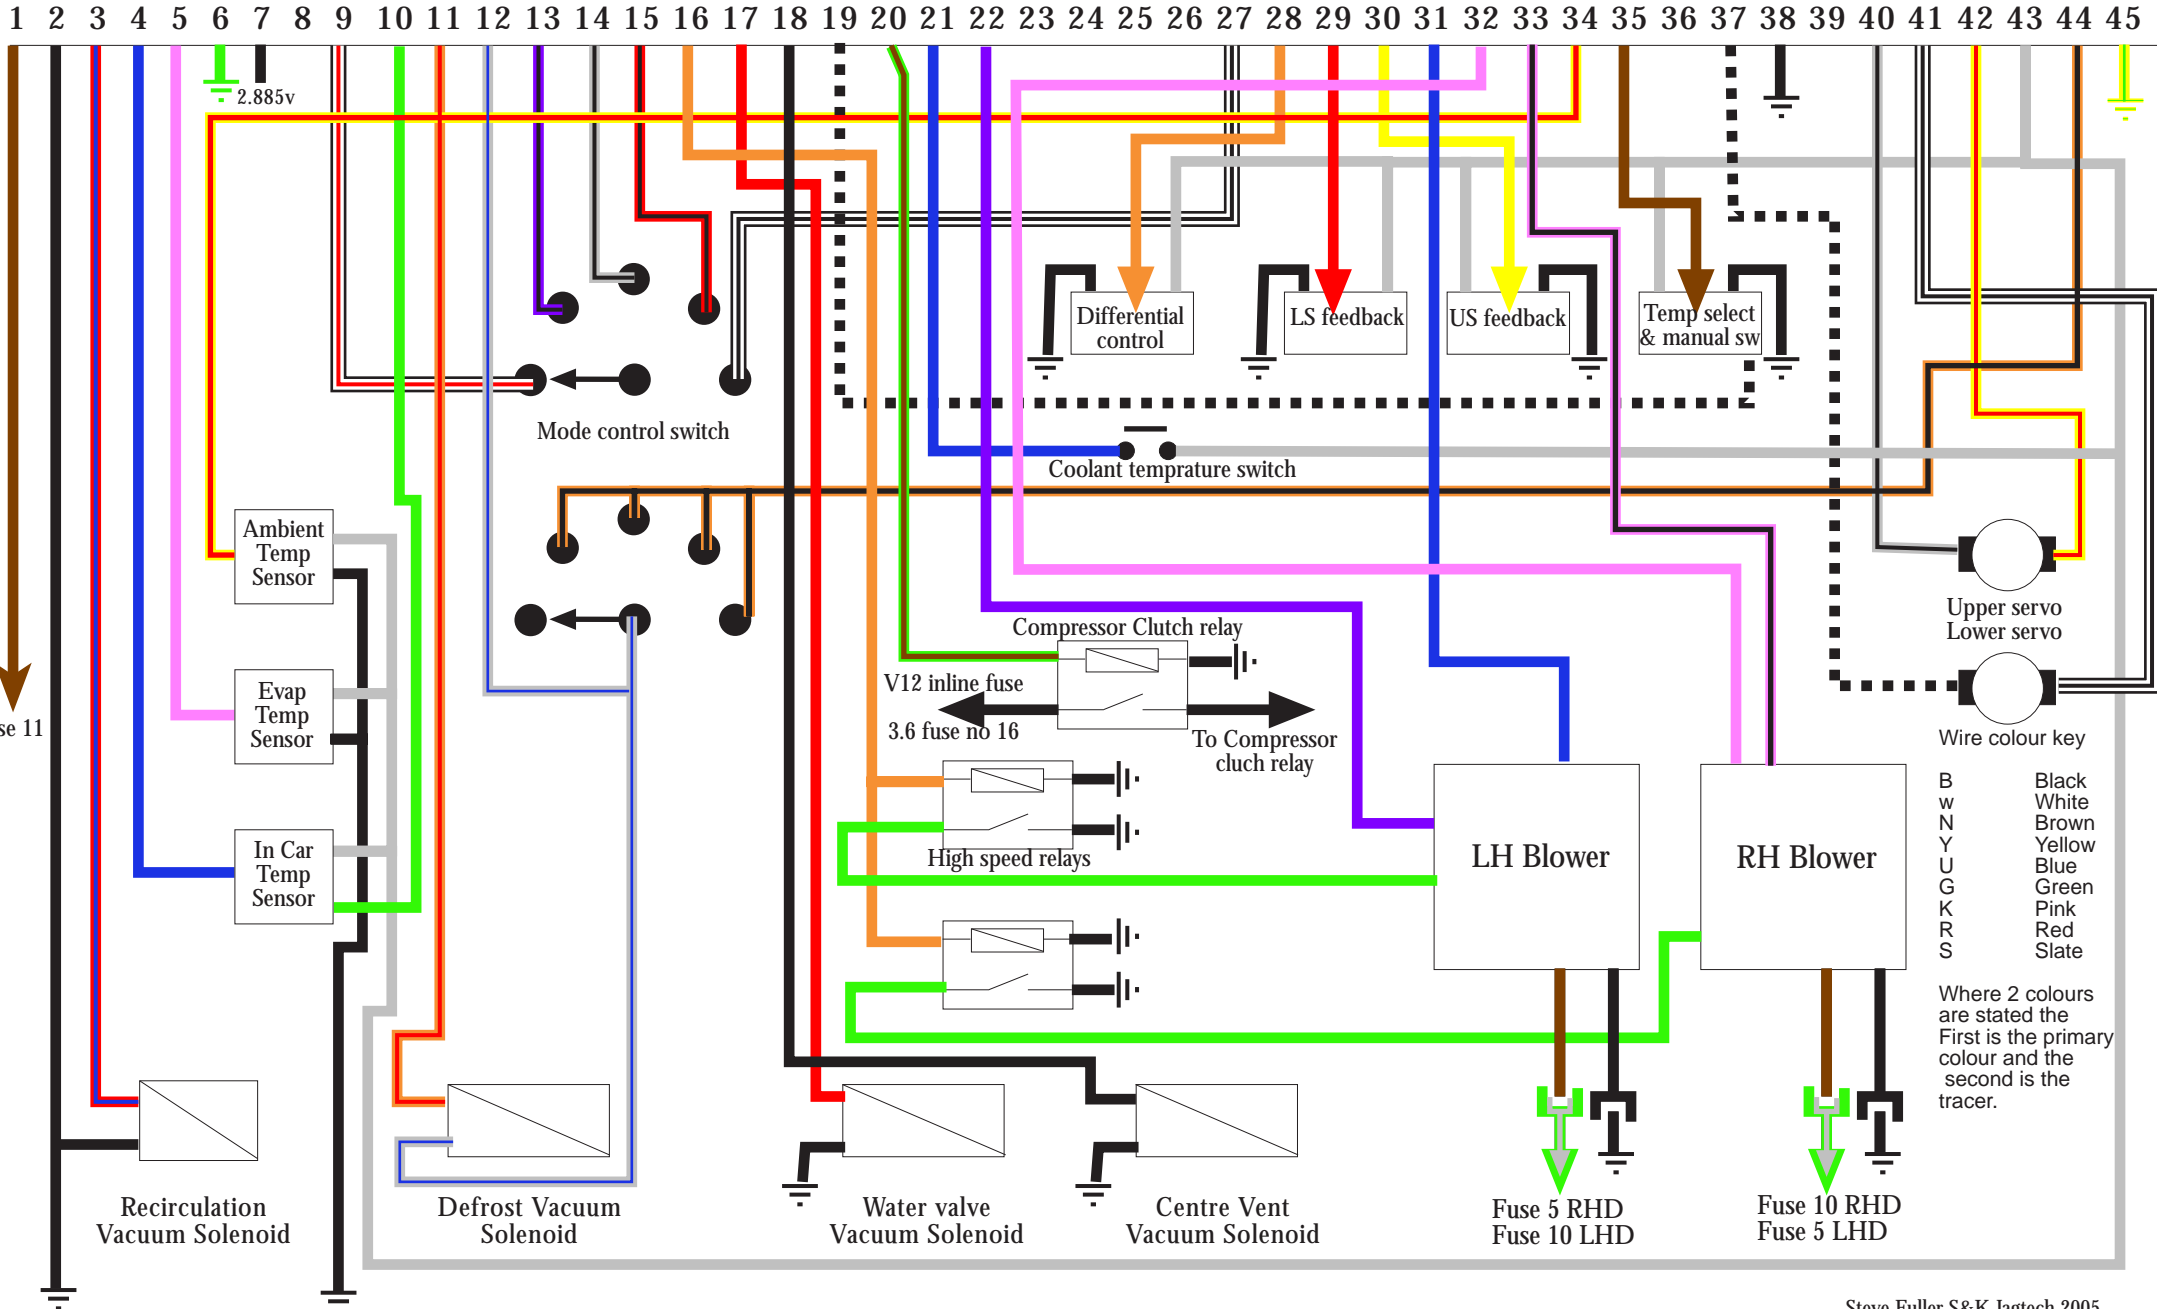 1 2 3 4 5 6 7 8 9 10 11 12 13 14 15 16 17 18 19 20 21 22 23 24 25 26 27 28 29 30 31 32 33 34 35 36 37 38 39 40 41 42 43 44 45
2.885v
Differential
control
LS feedback
US feedback
Temp select
& manual sw
Mode control switch
Coolant temprature switch
Ambient
Temp
Sensor
Evap
Temp
Sensor
In Car
Temp
Sensor
se 11
Compressor Clutch relay
V12 inline fuse
3.6 fuse no 16
To Compressor
cluch relay
High speed relays
LH Blower
RH Blower
Upper servo
Lower servo
Wire colour key
B Black
w White
N Brown
Y Yellow
U Blue
G Green
K Pink
R Red
S Slate
Where 2 colours
are stated the
First is the primary
colour and the
second is the
tracer.
Recirculation
Vacuum Solenoid
Defrost Vacuum
Solenoid
Water valve
Vacuum Solenoid
Centre Vent
Vacuum Solenoid
Fuse 5 RHD
Fuse 10 LHD
Fuse 10 RHD
Fuse 5 LHD
Steve Fuller S&K Jagtech 2005